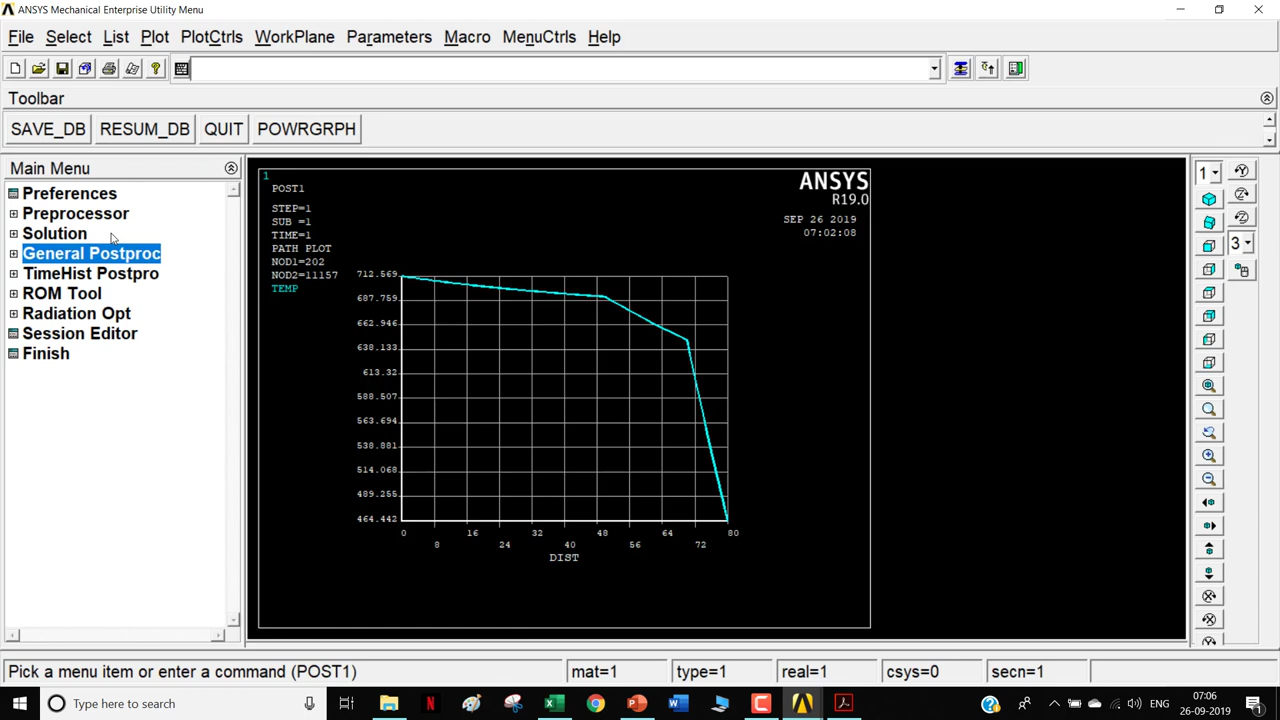 ANSYS Mechanical Enterprise Utility Menu
File Select List Plot PlotCtrls WorkPlane Parameters Macro MenuCtrls Help
Toolbar
SAVE_DB RESUM_DB QUIT POWRGRPH
Main Menu
Preferences
Preprocessor
Solution
General Postproc
TimeHist Postpro
ROM Tool
Radiation Opt
Session Editor
Finish
1
POST1
STEP=1
SUB =1
TIME=1
PATH PLOT
NOD1=202
NOD2=11157
TEMP
ANSYS
R19.0
SEP 26 2019
07:02:08
712.569
687.759
662.946
638.133
613.32
588.507
563.694
538.881
514.068
489.255
464.442
0 16 32 48 64 80
8 24 40 56 72
DIST
1
3
Pick a menu item or enter a command (POST1) mat=1 type=1 real=1 csys=0 secn=1
Type here to search
ENG
07:06
26-09-2019
1